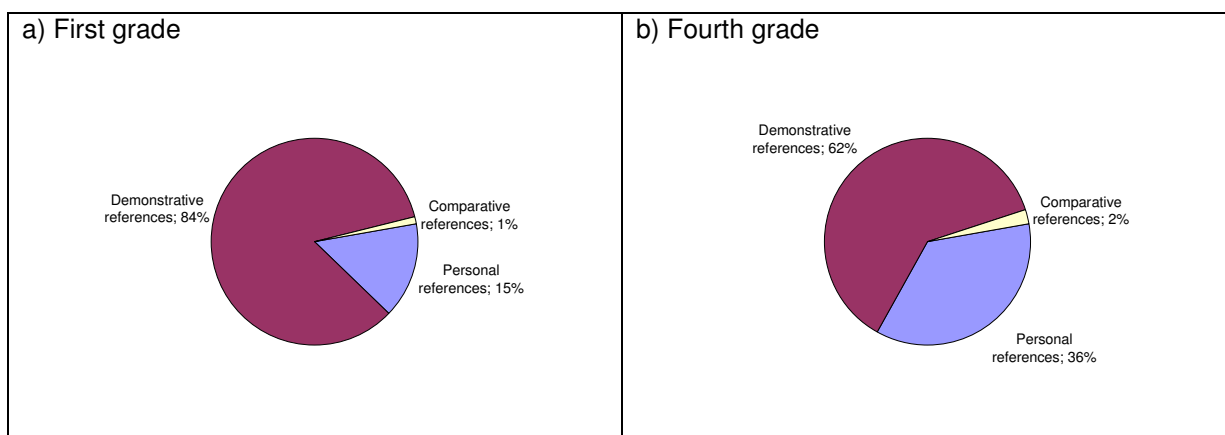 a) First grade
Demonstrative
references; 84%
Comparative
references; 1%
Personal
references; 15%
b) Fourth grade
Demonstrative
references; 62%
Comparative
references; 2%
Personal
references; 36%